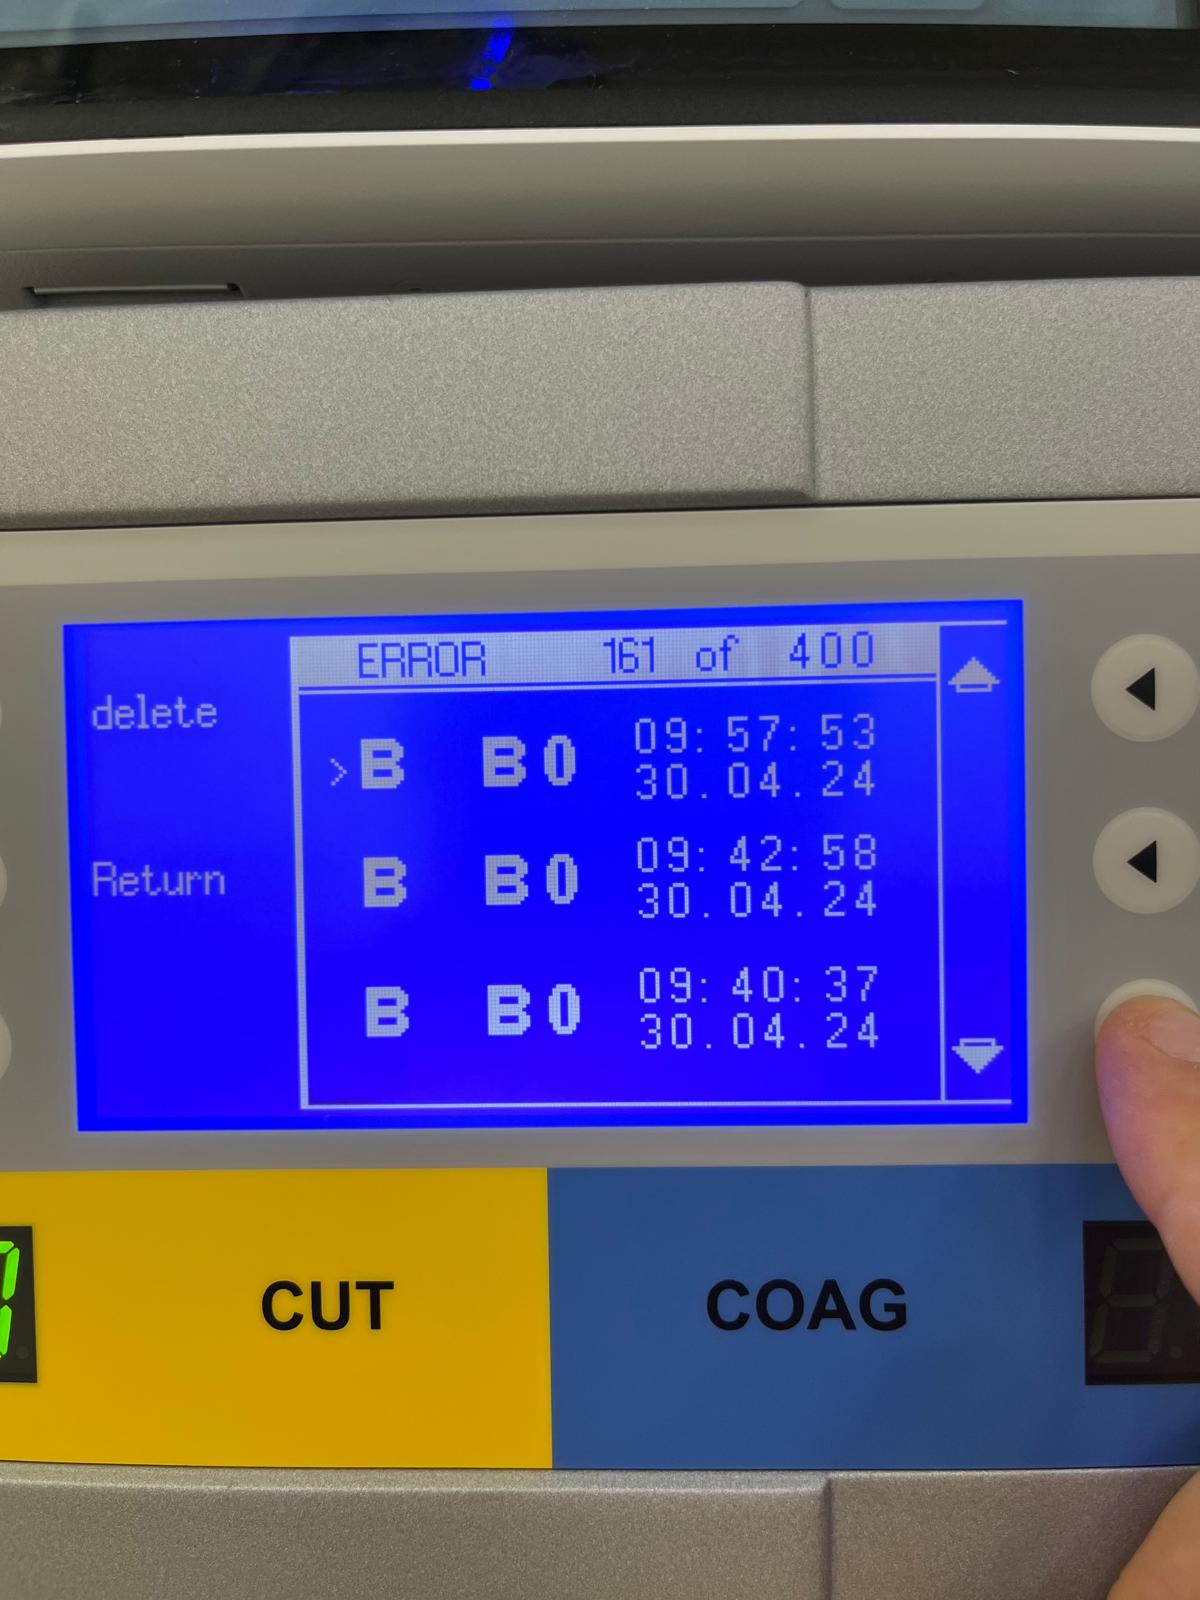 ERROR 161 of 400
delete
>B B0 09:57:53
30.04.24
Return
B B0 09:42:58
30.04.24
B B0 09:40:37
30.04.24
CUT COAG